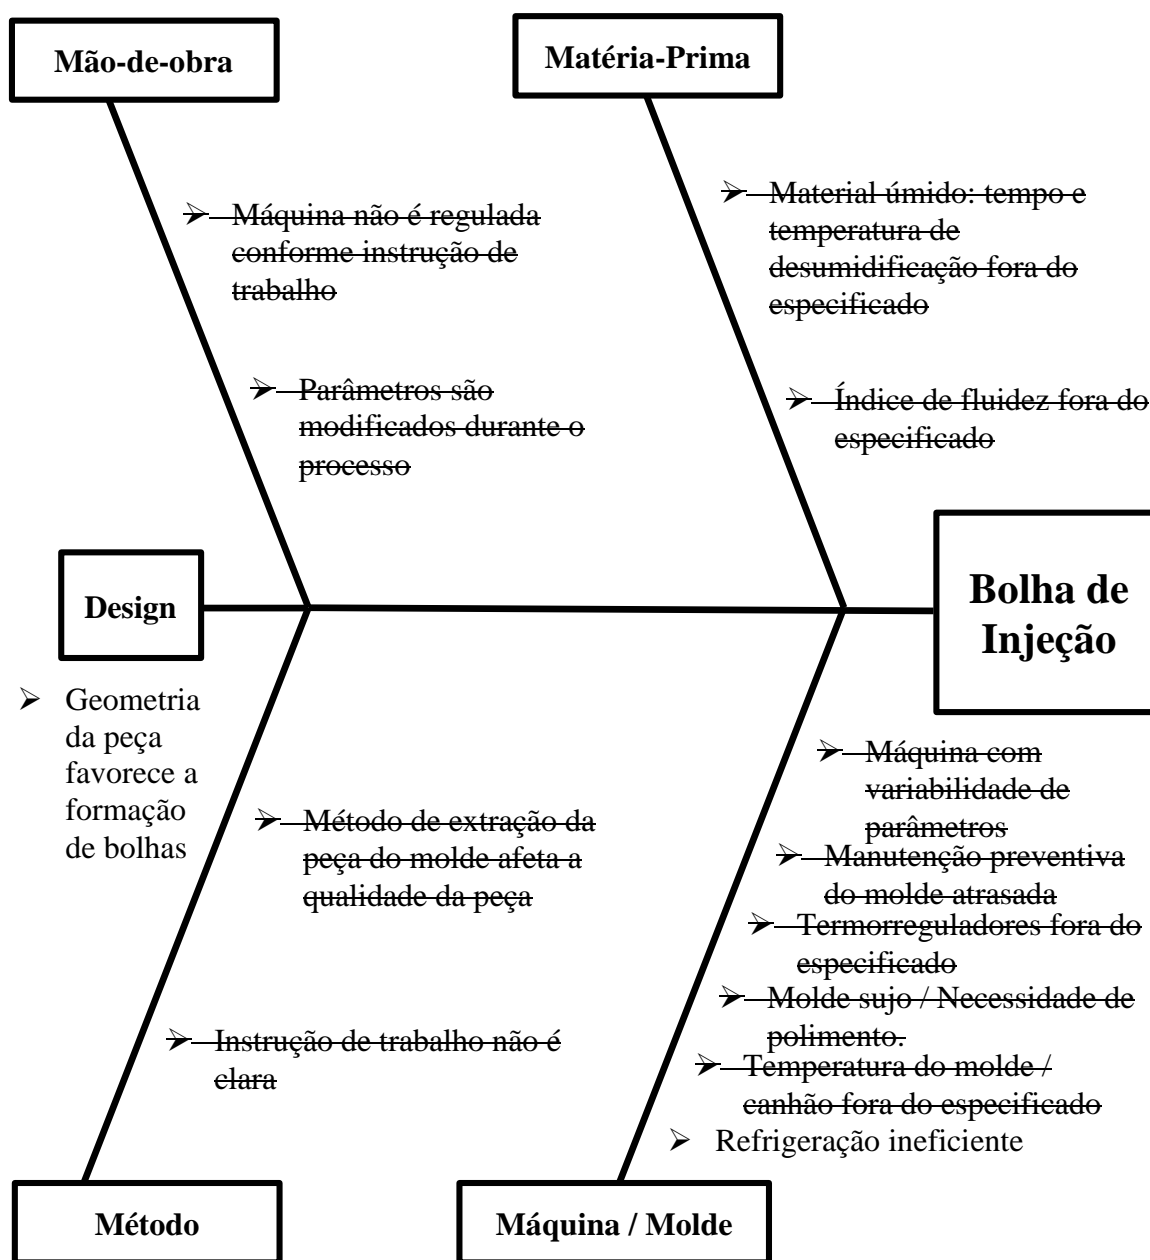 Mão-de-obra
Matéria-Prima
Máquina não é regulada
conforme instrução de
trabalho
Parâmetros são
modificados durante o
processo
Material úmido: tempo e
temperatura de
desumidificação fora do
especificado
Índice de fluidez fora do
especificado
Design
Bolha de
Injeção
Geometria
da peça
favorece a
formação
de bolhas
Método de extração da
peça do molde afeta a
qualidade da peça
Instrução de trabalho não é
clara
Máquina com
variabilidade de
parâmetros
Manutenção preventiva
do molde atrasada
Termorreguladores fora do
especificado
Molde sujo / Necessidade de
polimento.
Temperatura do molde /
canhão fora do especificado
Refrigeração ineficiente
Método
Máquina / Molde